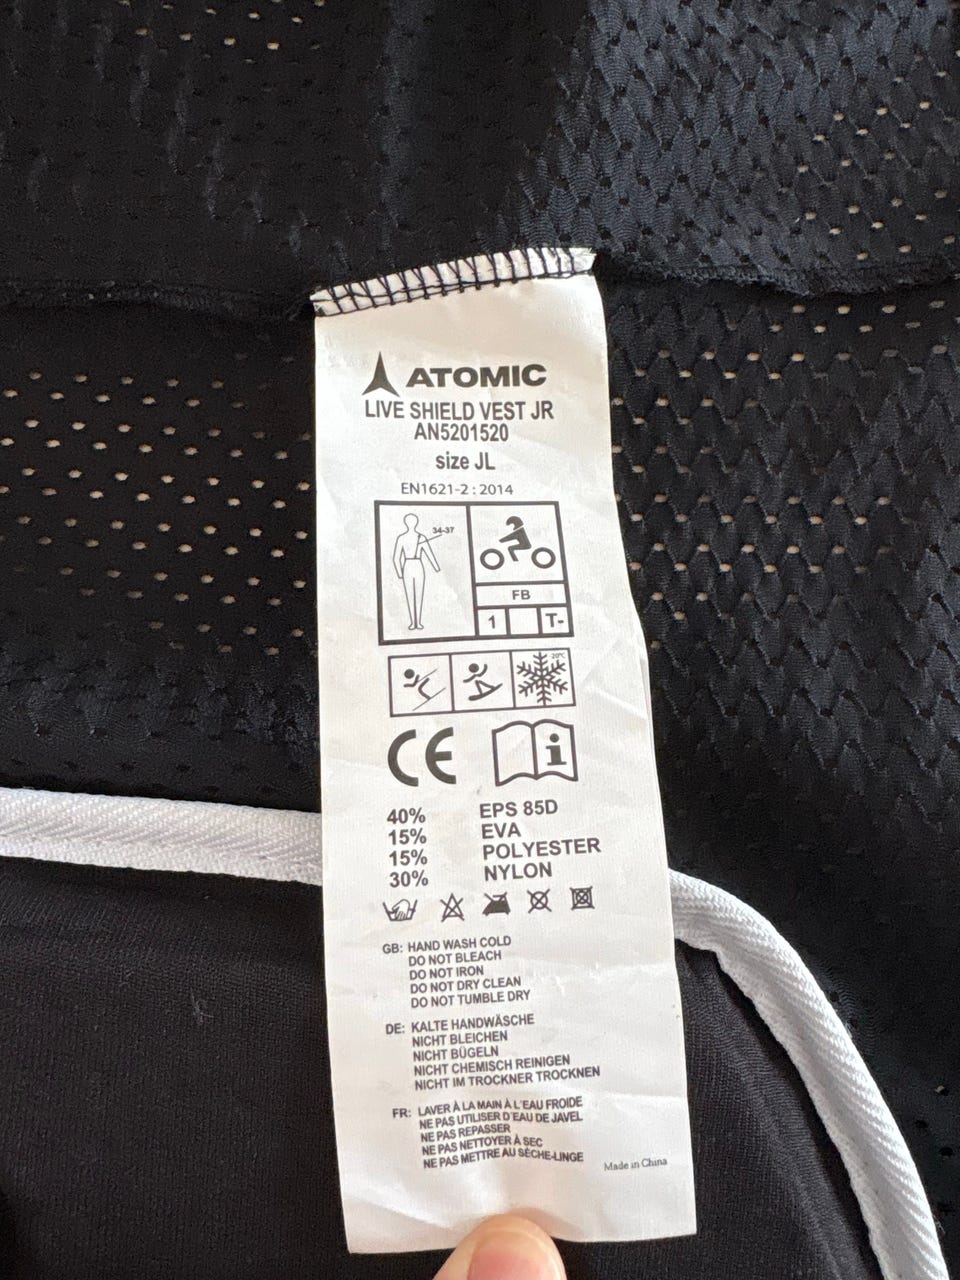 ATOMIC
LIVE SHIELD VEST JR
AN5201520
size JL
EN1621-2 : 2014
34-37
FB
1 T-
-20°C
CE
i
40% EPS 85D
15% EVA
15% POLYESTER
30% NYLON
GB: HAND WASH COLD
DO NOT BLEACH
DO NOT IRON
DO NOT DRY CLEAN
DO NOT TUMBLE DRY
DE: KALTE HANDWÄSCHE
NICHT BLEICHEN
NICHT BÜGELN
NICHT CHEMISCH REINIGEN
NICHT IM TROCKNER TROCKNEN
FR: LAVER À LA MAIN À L'EAU FROIDE
NE PAS UTILISER D'EAU DE JAVEL
NE PAS REPASSER
NE PAS NETTOYER À SEC
NE PAS METTRE AU SÈCHE-LINGE
Made in China